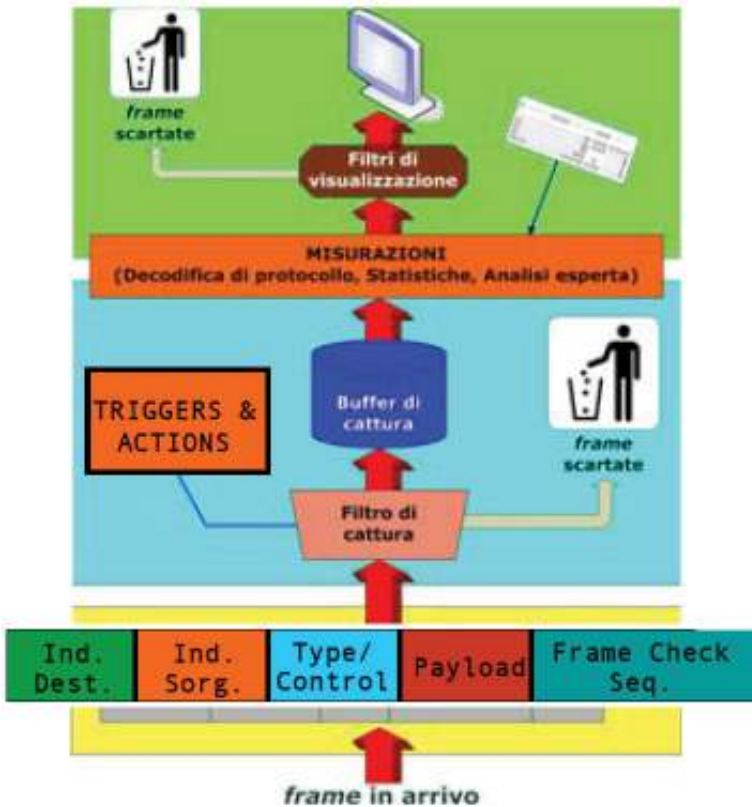 frame
scartate
Filtri di
visualizzazione
MISURAZIONI
(Decodifica di protocollo, Statistiche, Analisi esperta)
TRIGGERS &
ACTIONS
Buffer di
cattura
frame
scartate
Filtro di
cattura
Ind.
Dest.
Ind.
Sorg.
Type/
Control
Payload
Frame Check
Seq.
frame in arrivo